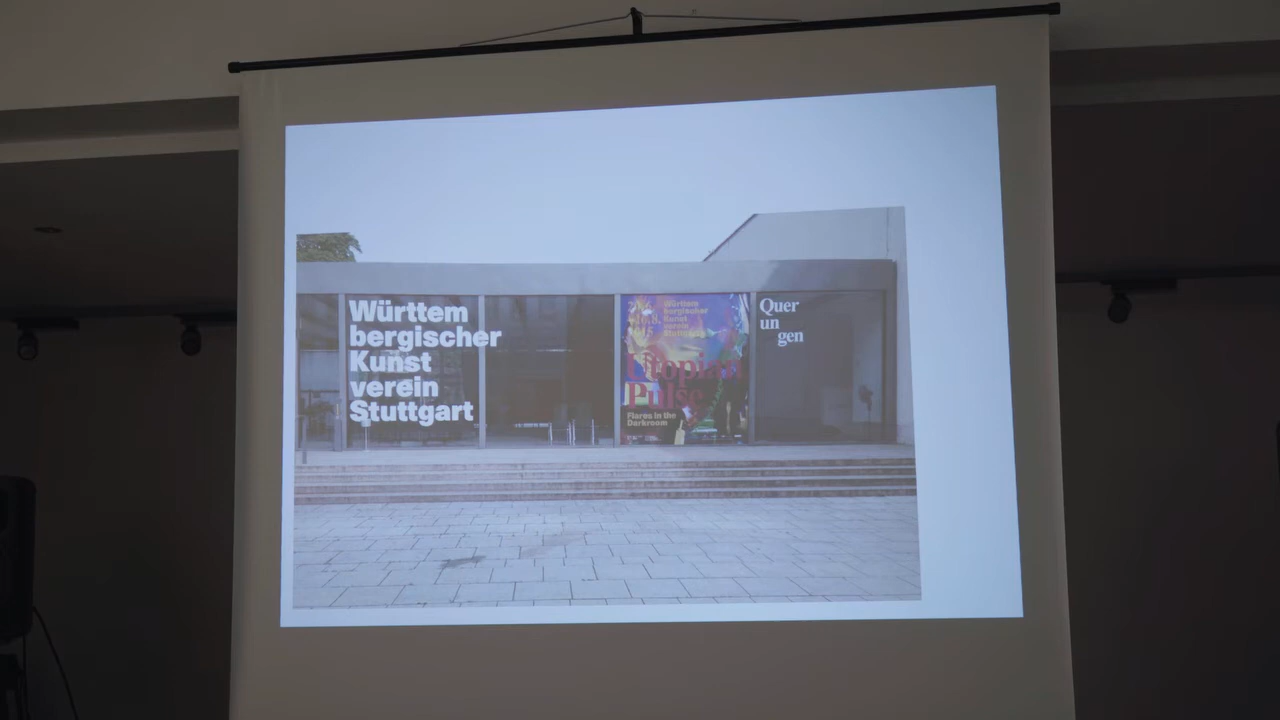 Württem
bergischer
Kunst
verein
Stuttgart
Württem
bergischer
Kunst
verein
Stuttgart
Utopian
Pulse
Flares in the
Darkroom
Quer
un
gen